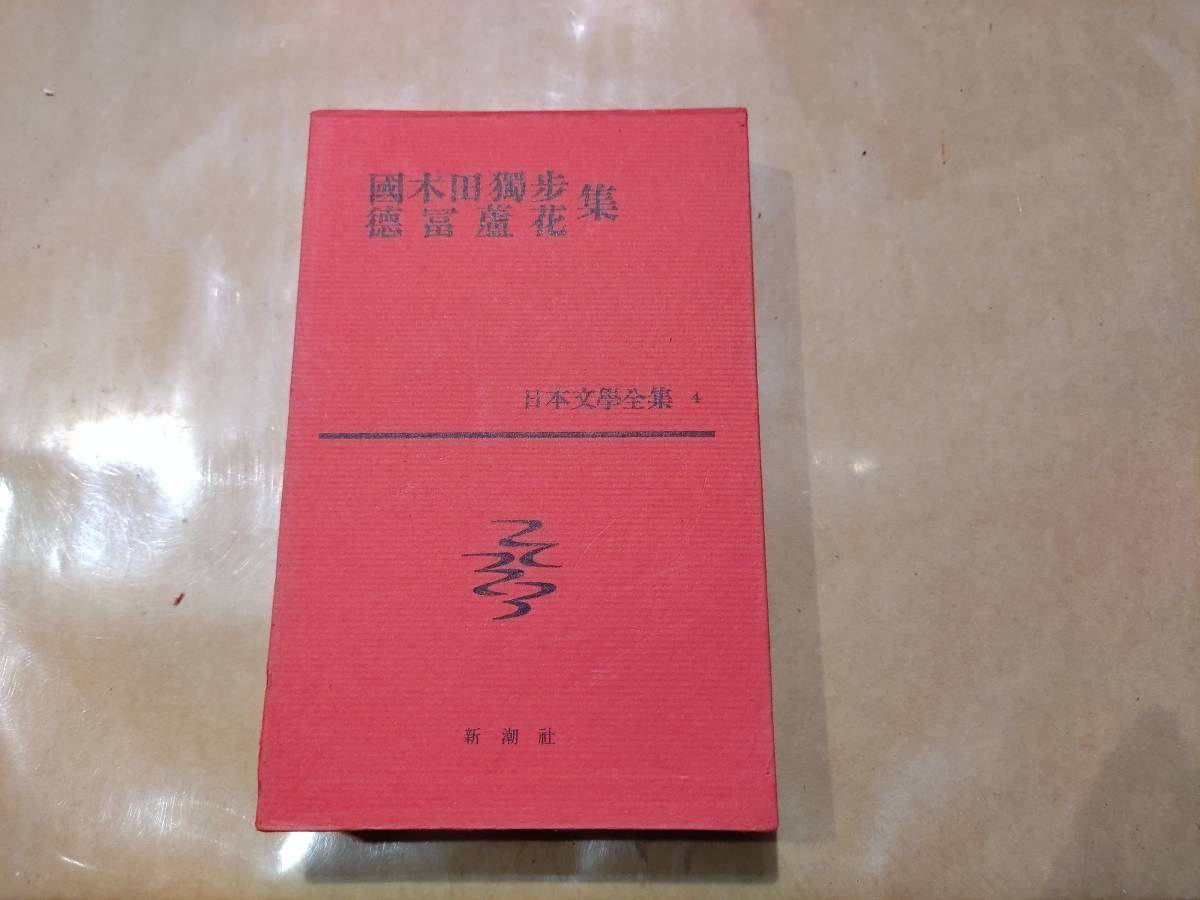 國木田獨步
德冨蘆花 集
日本文學全集 4
新潮社